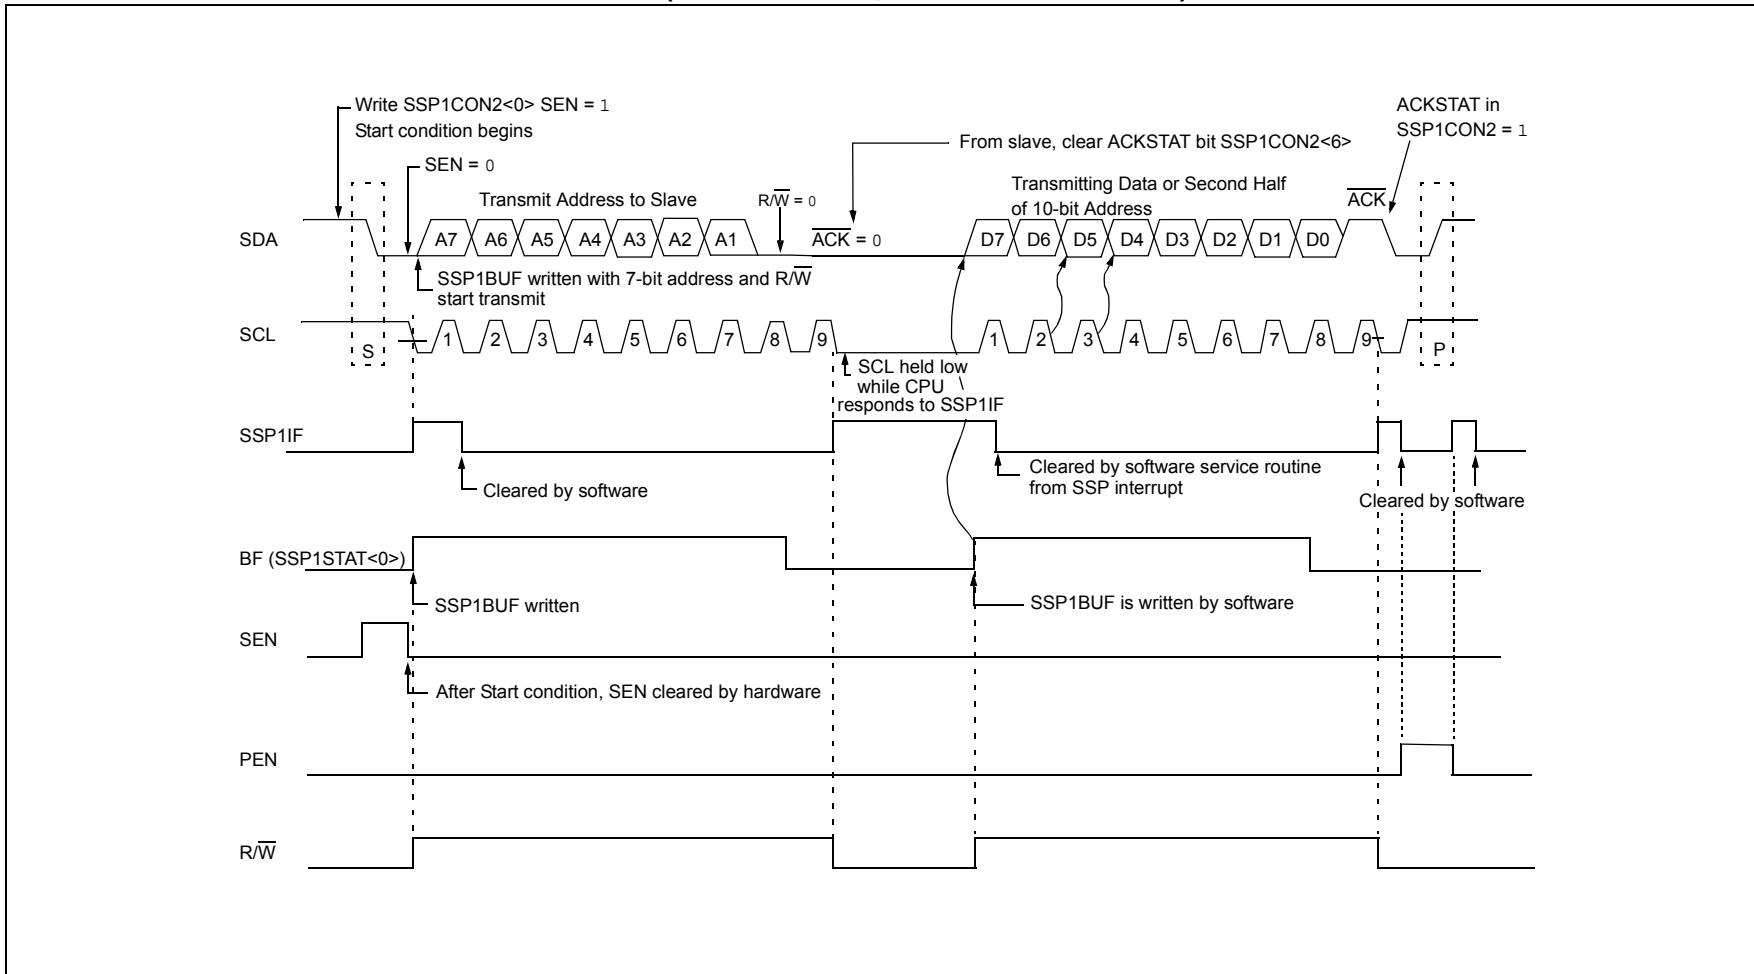 Write SSP1CON2<0> SEN = 1
Start condition begins
SEN = 0
Transmit Address to Slave
R/W̅ = 0
From slave, clear ACKSTAT bit SSP1CON2<6>
ACKSTAT in
SSP1CON2 = 1
Transmitting Data or Second Half
of 10-bit Address
A̅C̅K̅
SDA
A7 A6 A5 A4 A3 A2 A1
A̅C̅K̅ = 0
D7 D6 D5 D4 D3 D2 D1 D0
SSP1BUF written with 7-bit address and R/W̅
start transmit
SCL
S
1 2 3 4 5 6 7 8 9
1 2 3 4 5 6 7 8 9
P
SCL held low
while CPU
responds to SSP1IF
SSP1IF
Cleared by software
Cleared by software service routine
from SSP interrupt
Cleared by software
BF (SSP1STAT<0>)
SSP1BUF written
SSP1BUF is written by software
SEN
After Start condition, SEN cleared by hardware
PEN
R/W̅